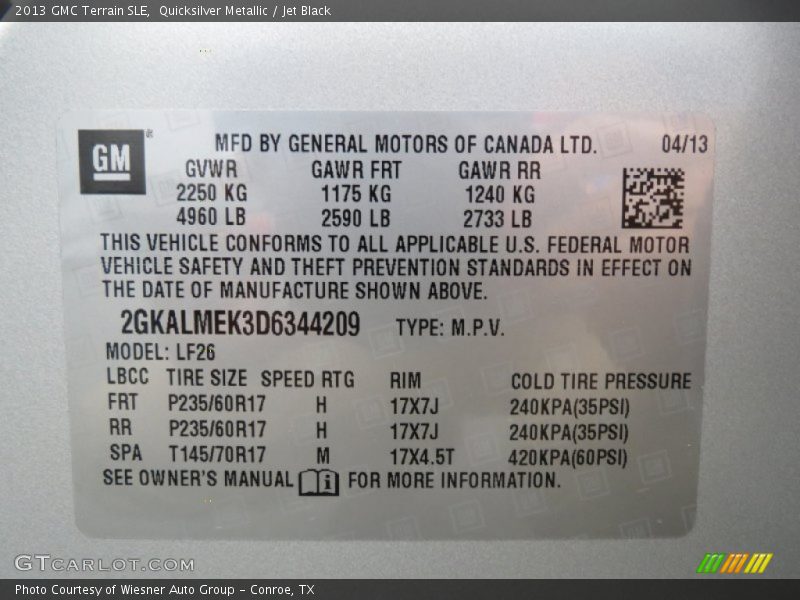 2013 GMC Terrain SLE,  Quicksilver Metallic / Jet Black
GM
MFD BY GENERAL MOTORS OF CANADA LTD. 04/13
GVWR GAWR FRT GAWR RR
2250 KG 1175 KG 1240 KG
4960 LB 2590 LB 2733 LB
THIS VEHICLE CONFORMS TO ALL APPLICABLE U.S. FEDERAL MOTOR
VEHICLE SAFETY AND THEFT PREVENTION STANDARDS IN EFFECT ON
THE DATE OF MANUFACTURE SHOWN ABOVE.
2GKALMEK3D6344209 TYPE: M.P.V.
MODEL: LF26
LBCC TIRE SIZE SPEED RTG RIM COLD TIRE PRESSURE
FRT P235/60R17 H 17X7J 240KPA(35PSI)
RR P235/60R17 H 17X7J 240KPA(35PSI)
SPA T145/70R17 M 17X4.5T 420KPA(60PSI)
SEE OWNER'S MANUAL i FOR MORE INFORMATION.
GTCARLOT.COM
Photo Courtesy of Wiesner Auto Group - Conroe, TX